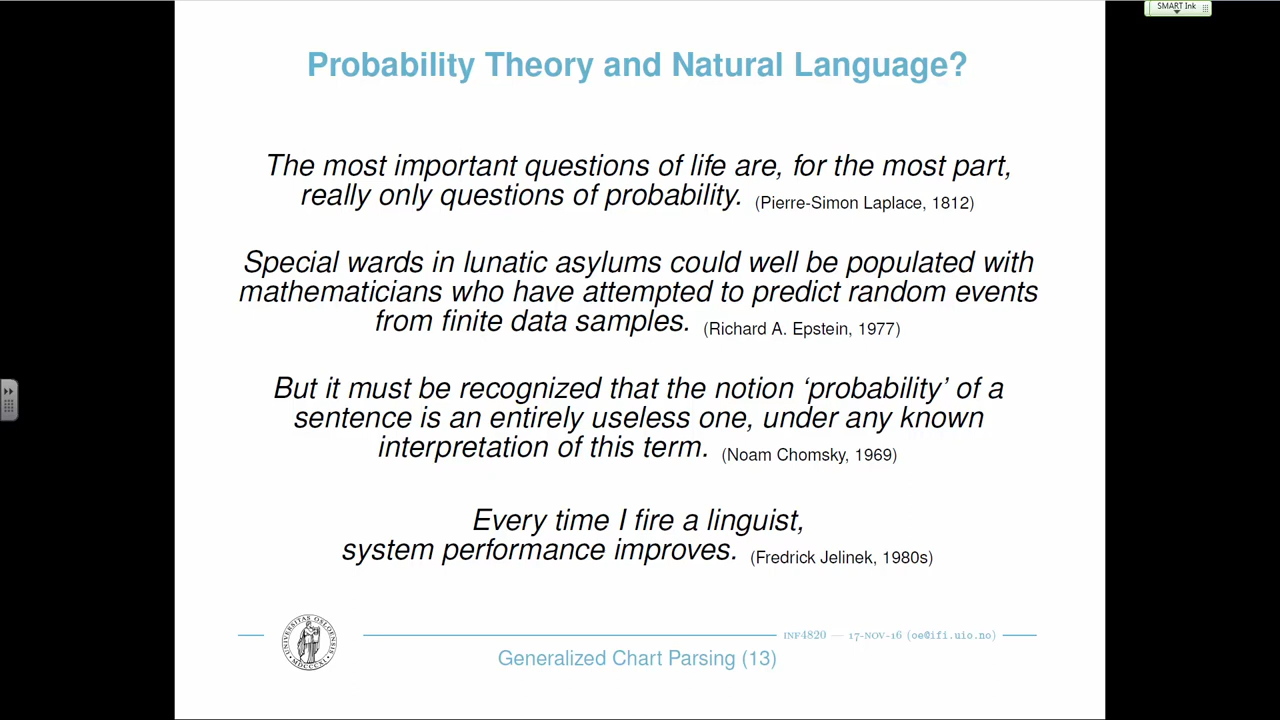 SMART Ink
Probability Theory and Natural Language?
The most important questions of life are, for the most part,
really only questions of probability. (Pierre-Simon Laplace, 1812)
Special wards in lunatic asylums could well be populated with
mathematicians who have attempted to predict random events
from finite data samples. (Richard A. Epstein, 1977)
But it must be recognized that the notion ‘probability’ of a
sentence is an entirely useless one, under any known
interpretation of this term. (Noam Chomsky, 1969)
Every time I fire a linguist,
system performance improves. (Fredrick Jelinek, 1980s)
UNIVERSITAS OSLOENSIS
MDCCCXI
INF4820 — 17-NOV-16 (oe@ifi.uio.no)
Generalized Chart Parsing (13)